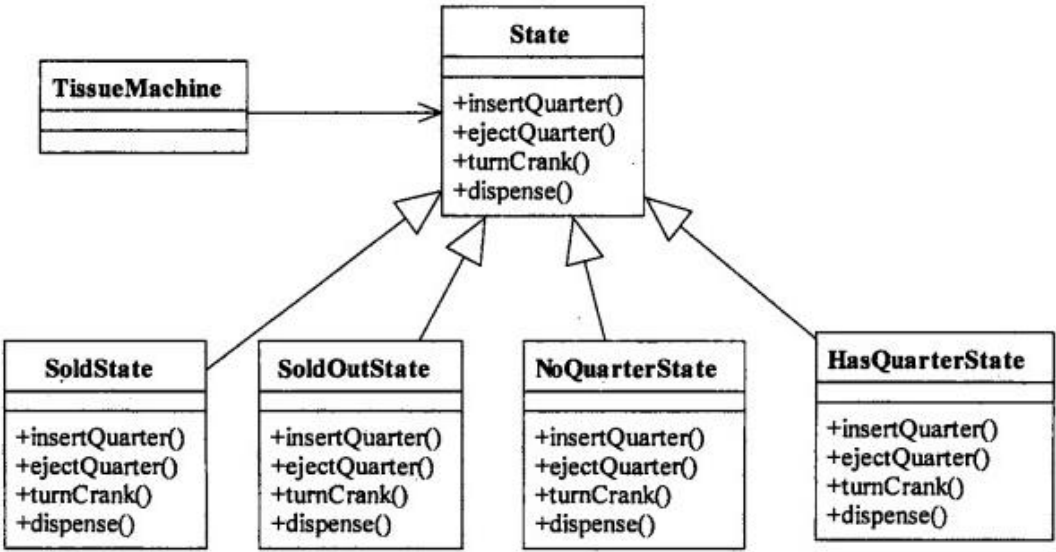 State
+insertQuarter()
+ejectQuarter()
+turnCrank()
+dispense()
TissueMachine
SoldState
+insertQuarter()
+ejectQuarter()
+turnCrank()
+dispense()
SoldOutState
+insertQuarter()
+ejectQuarter()
+turnCrank()
+dispense()
NoQuarterState
+insertQuarter()
+ejectQuarter()
+turnCrank()
+dispense()
HasQuarterState
+insertQuarter()
+ejectQuarter()
+turnCrank()
+dispense()